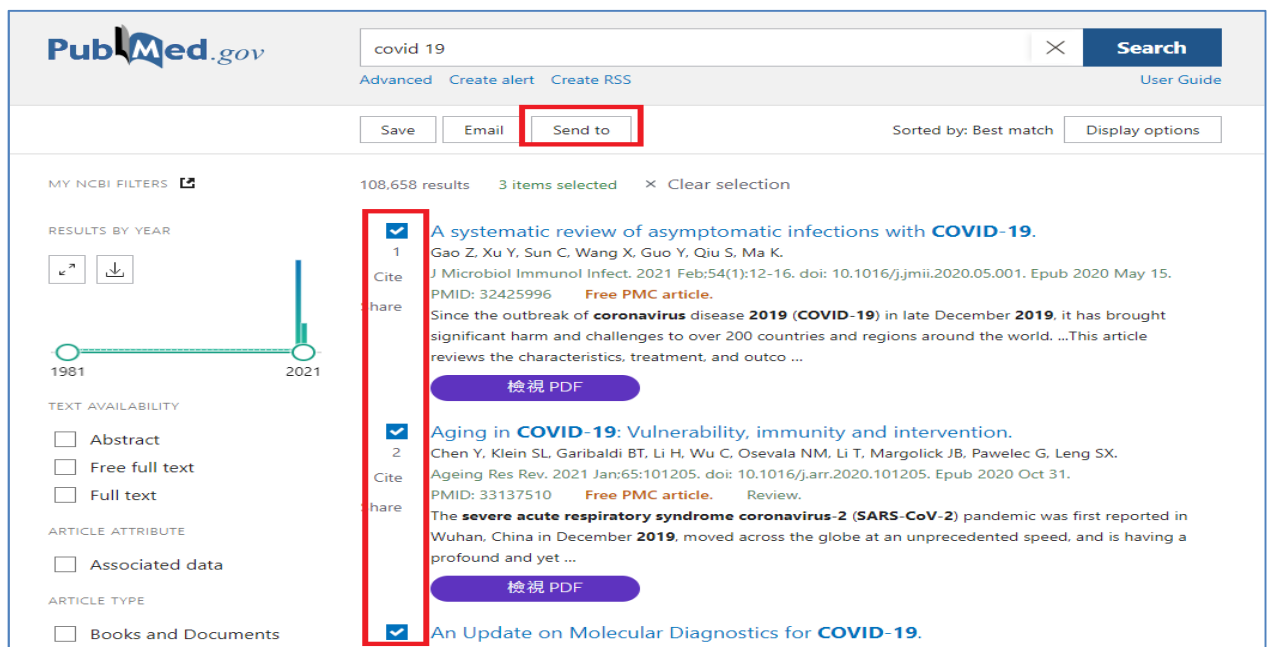 PubMed.gov
covid 19
Search
Advanced Create alert Create RSS
User Guide
Save Email Send to
Sorted by: Best match Display options
MY NCBI FILTERS
108,658 results 3 items selected × Clear selection
RESULTS BY YEAR
1981 2021
TEXT AVAILABILITY
Abstract
Free full text
Full text
ARTICLE ATTRIBUTE
Associated data
ARTICLE TYPE
Books and Documents
A systematic review of asymptomatic infections with COVID-19.
1
Gao Z, Xu Y, Sun C, Wang X, Guo Y, Qiu S, Ma K.
Cite
J Microbiol Immunol Infect. 2021 Feb;54(1):12-16. doi: 10.1016/j.jmii.2020.05.001. Epub 2020 May 15.
PMID: 32425996 Free PMC article.
Share
Since the outbreak of coronavirus disease 2019 (COVID-19) in late December 2019, it has brought
significant harm and challenges to over 200 countries and regions around the world. ...This article
reviews the characteristics, treatment, and outco ...
檢視 PDF
Aging in COVID-19: Vulnerability, immunity and intervention.
2
Chen Y, Klein SL, Garibaldi BT, Li H, Wu C, Osevala NM, Li T, Margolick JB, Pawelec G, Leng SX.
Cite
Ageing Res Rev. 2021 Jan;65:101205. doi: 10.1016/j.arr.2020.101205. Epub 2020 Oct 31.
PMID: 33137510 Free PMC article. Review.
Share
The severe acute respiratory syndrome coronavirus-2 (SARS-CoV-2) pandemic was first reported in
Wuhan, China in December 2019, moved across the globe at an unprecedented speed, and is having a
profound and yet ...
檢視 PDF
An Update on Molecular Diagnostics for COVID-19.